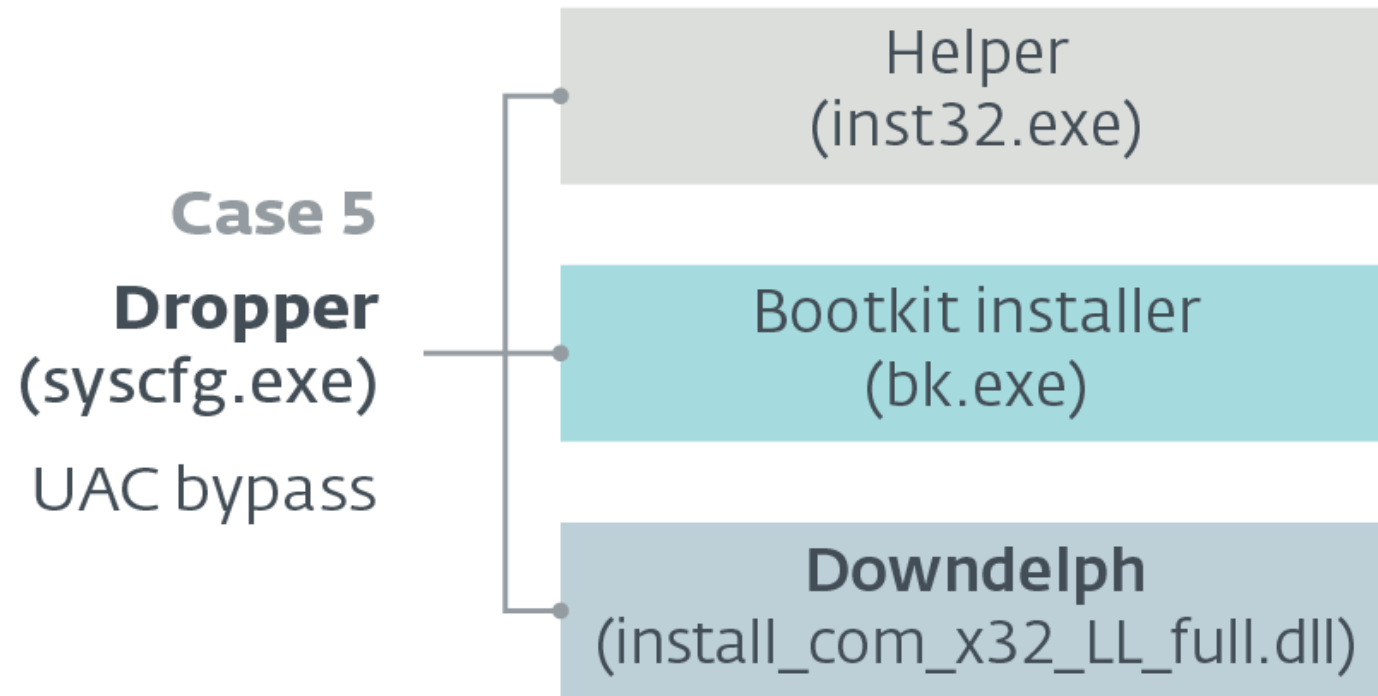 Case 5
Dropper
(syscfg.exe)
UAC bypass
Helper
(inst32.exe)
Bootkit installer
(bk.exe)
Downdelph
(install_com_x32_LL_full.dll)